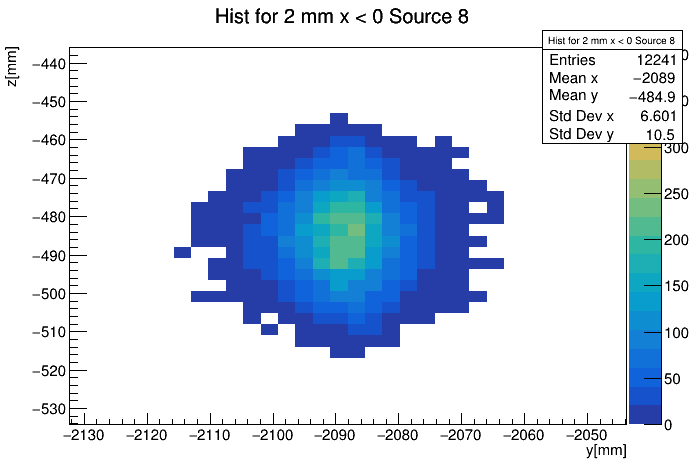 Hist for 2 mm x < 0 Source 8
z[mm]
−440
−450
−460
−470
−480
−490
−500
−510
−520
−530
−2130
−2120
−2110
−2100
−2090
−2080
−2070
−2060
−2050
y[mm]
Hist for 2 mm x < 0 Source 8
Entries 12241
Mean x −2089
Mean y −484.9
Std Dev x 6.601
Std Dev y 10.5
300
250
200
150
100
50
0